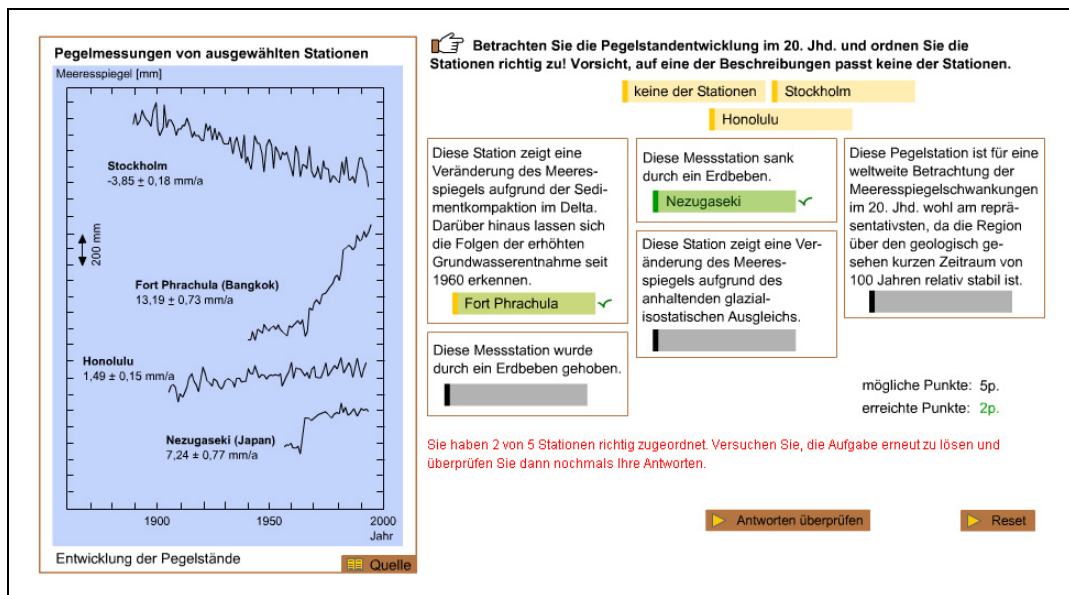 Pegelmessungen von ausgewählten Stationen
Meeresspiegel [mm]
Stockholm
-3,85 ± 0,18 mm/a
200 mm
Fort Phrachula (Bangkok)
13,19 ± 0,73 mm/a
Honolulu
1,49 ± 0,15 mm/a
Nezugaseki (Japan)
7,24 ± 0,77 mm/a
1900
1950
2000
Jahr
Entwicklung der Pegelstände
Quelle
Betrachten Sie die Pegelstandentwicklung im 20. Jhd. und ordnen Sie die
Stationen richtig zu! Vorsicht, auf eine der Beschreibungen passt keine der Stationen.
keine der Stationen
Stockholm
Honolulu
Diese Station zeigt eine
Veränderung des Meeres-
spiegels aufgrund der Sedi-
mentkompaktion im Delta.
Darüber hinaus lassen sich
die Folgen der erhöhten
Grundwasserentnahme seit
1960 erkennen.
Fort Phrachula
Diese Messstation wurde
durch ein Erdbeben gehoben.
Diese Messstation sank
durch ein Erdbeben.
Nezugaseki
Diese Station zeigt eine Ver-
änderung des Meeres-
spiegels aufgrund des
anhaltenden glazial-
isostatischen Ausgleichs.
Diese Pegelstation ist für eine
weltweite Betrachtung der
Meeresspiegelschwankungen
im 20. Jhd. wohl am reprä-
sentativsten, da die Region
über den geologisch ge-
sehen kurzen Zeitraum von
100 Jahren relativ stabil ist.
mögliche Punkte: 5p.
erreichte Punkte: 2p.
Sie haben 2 von 5 Stationen richtig zugeordnet. Versuchen Sie, die Aufgabe erneut zu lösen und
überprüfen Sie dann nochmals Ihre Antworten.
Antworten überprüfen
Reset